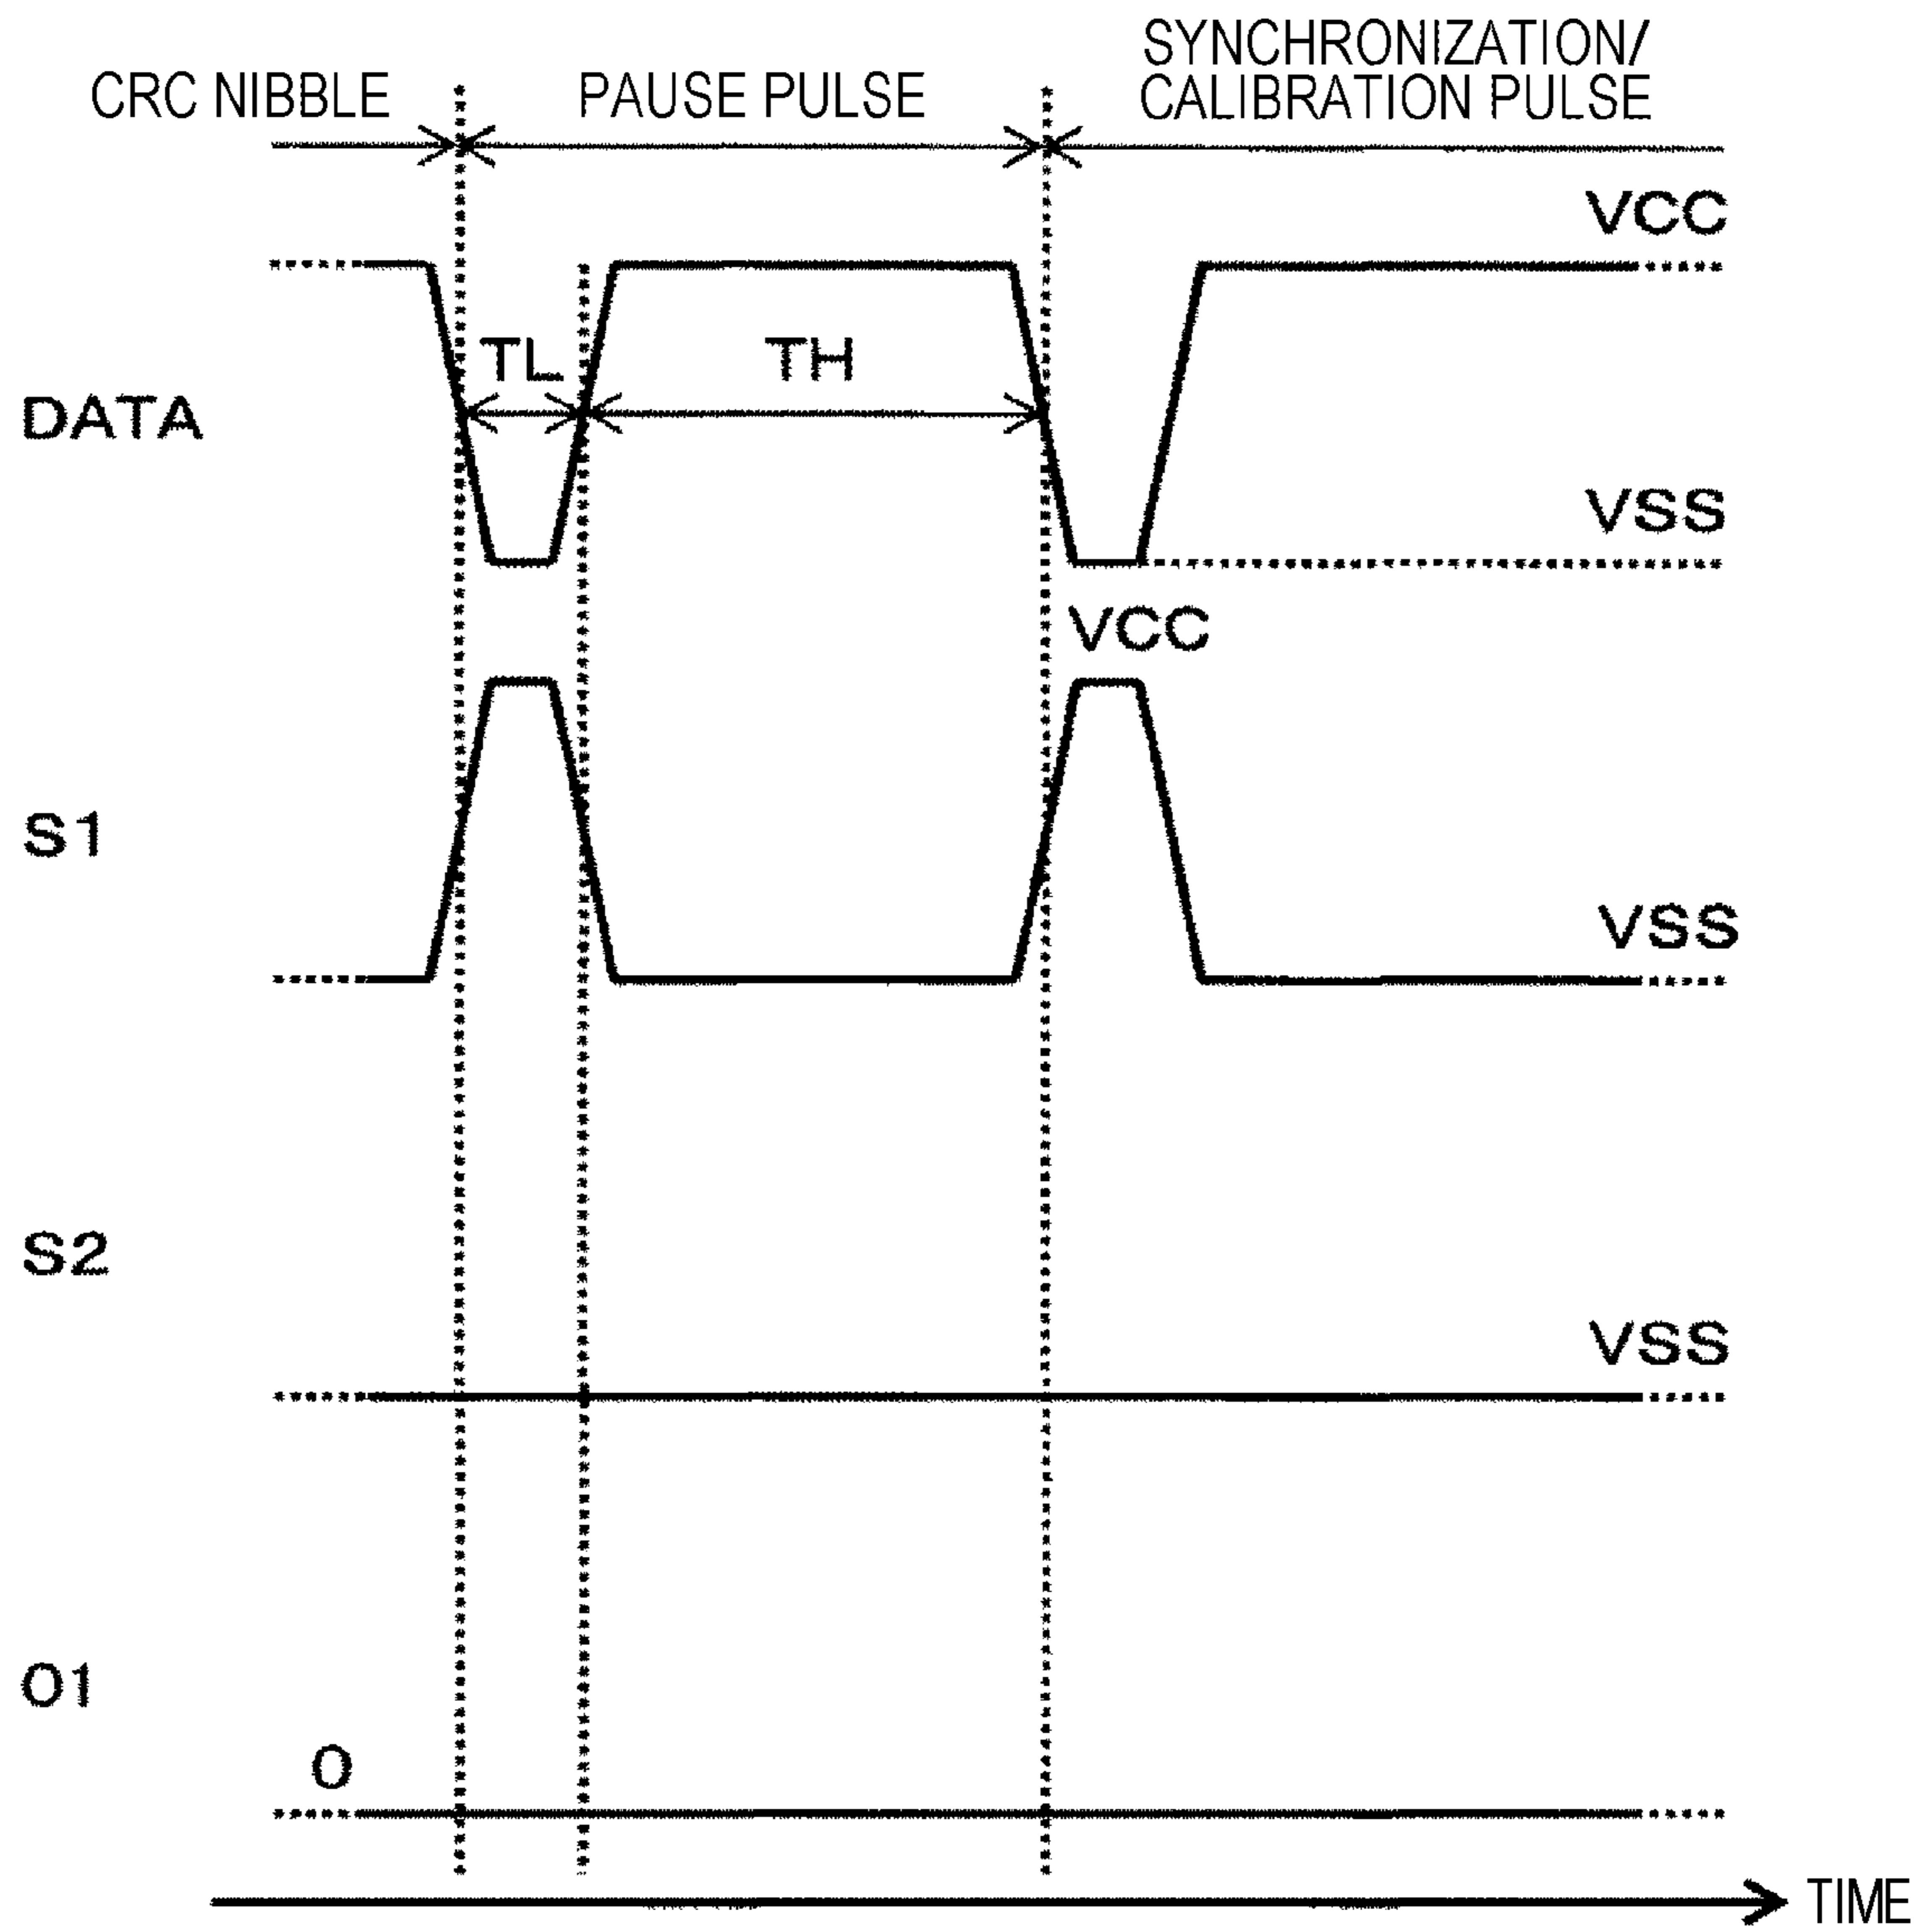 SYNCHRONIZATION/
CRC NIBBLE PAUSE PULSE CALIBRATION PULSE
VCC
TL TH
DATA
VSS
VCC
S1
VSS
S2
VSS
O1
0
TIME